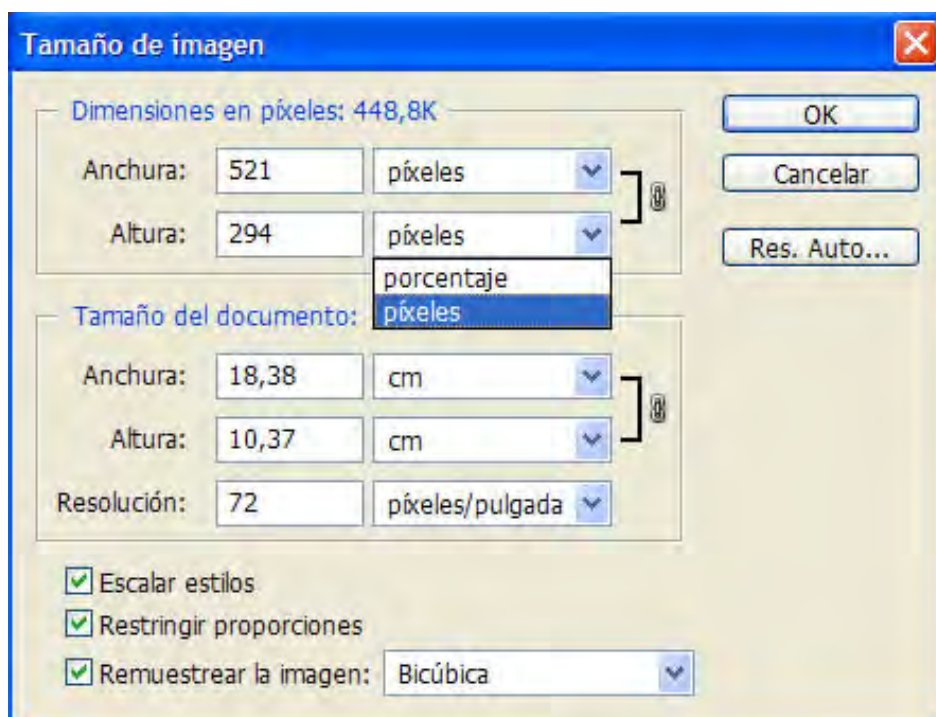 Tamaño de imagen
Dimensiones en píxeles: 448,8K
OK
Anchura: 521 píxeles
Cancelar
Altura: 294 píxeles
Res. Auto...
porcentaje
píxeles
Tamaño del documento:
Anchura: 18,38 cm
Altura: 10,37 cm
Resolución: 72 píxeles/pulgada
Escalar estilos
Restringir proporciones
Remuestrear la imagen: Bicúbica